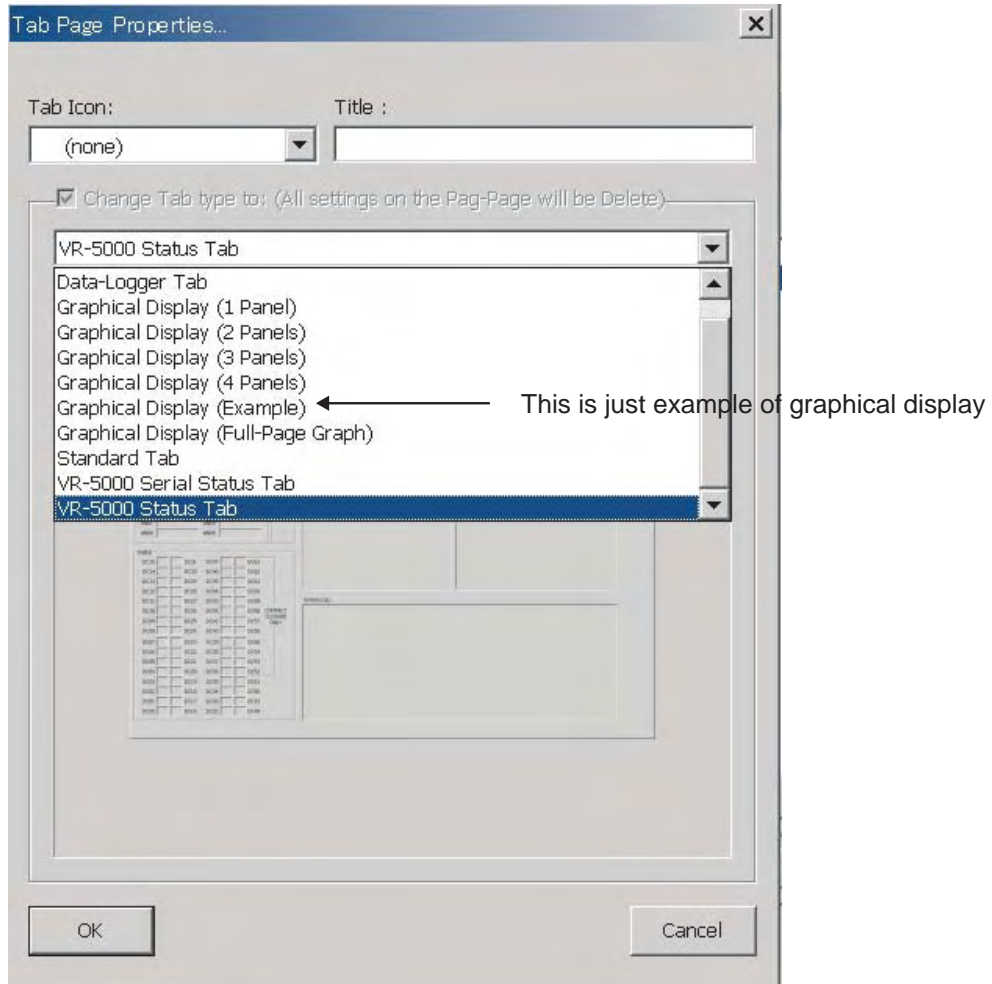 Tab Page Properties...
Tab Icon:
Title :
(none)
Change Tab type to: (All settings on the Pag-Page will be Delete)
VR-5000 Status Tab
Data-Logger Tab
Graphical Display (1 Panel)
Graphical Display (2 Panels)
Graphical Display (3 Panels)
Graphical Display (4 Panels)
Graphical Display (Example)
This is just example of graphical display
Graphical Display (Full-Page Graph)
Standard Tab
VR-5000 Serial Status Tab
VR-5000 Status Tab
OK
Cancel